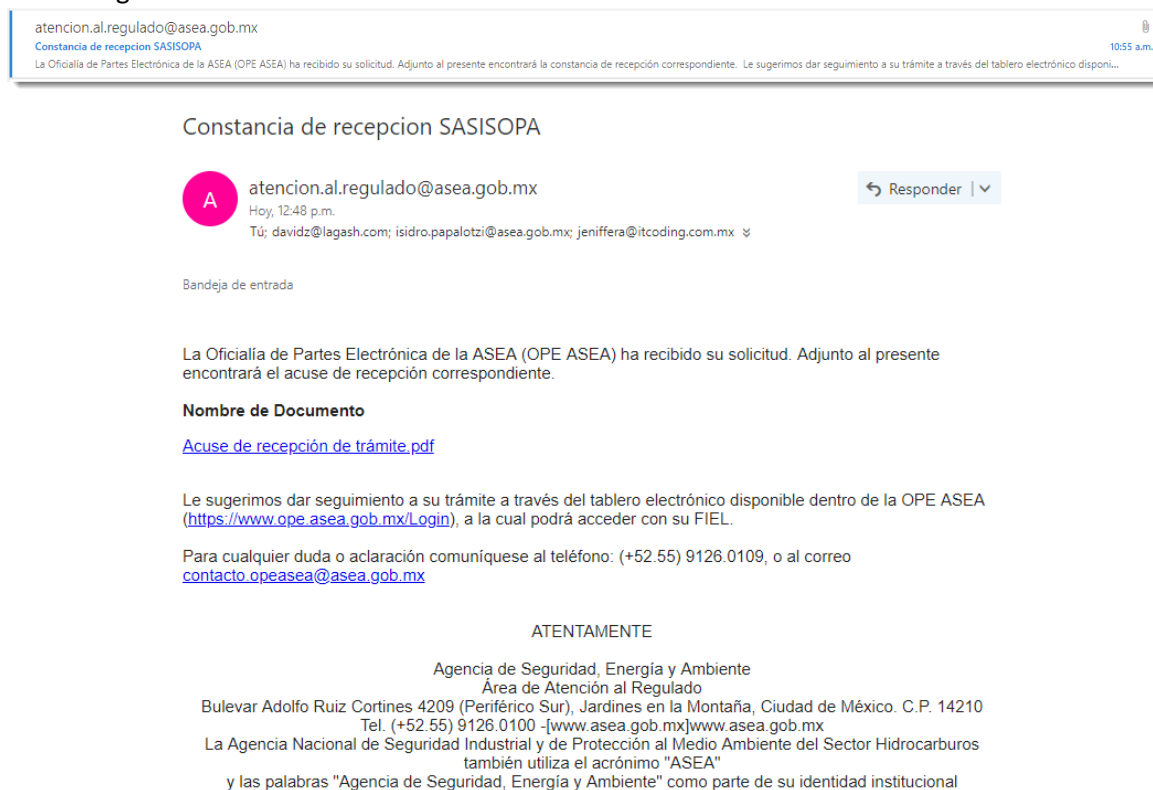 atencion.al.regulado@asea.gob.mx
Constancia de recepcion SASISOPA
10:55 a.m.
La Oficialía de Partes Electrónica de la ASEA (OPE ASEA) ha recibido su solicitud. Adjunto al presente encontrará la constancia de recepción correspondiente. Le sugerimos dar seguimiento a su trámite a través del tablero electrónico disponi...
Constancia de recepcion SASISOPA
A
atencion.al.regulado@asea.gob.mx
Responder
Hoy, 12:48 p.m.
Tú; davidz@lagash.com; isidro.papalotzi@asea.gob.mx; jeniffera@itcoding.com.mx
Bandeja de entrada
La Oficialía de Partes Electrónica de la ASEA (OPE ASEA) ha recibido su solicitud. Adjunto al presente
encontrará el acuse de recepción correspondiente.
Nombre de Documento
Acuse de recepción de trámite.pdf
Le sugerimos dar seguimiento a su trámite a través del tablero electrónico disponible dentro de la OPE ASEA
(https://www.ope.asea.gob.mx/Login), a la cual podrá acceder con su FIEL.
Para cualquier duda o aclaración comuníquese al teléfono: (+52.55) 9126.0109, o al correo
contacto.opeasea@asea.gob.mx
ATENTAMENTE
Agencia de Seguridad, Energía y Ambiente
Área de Atención al Regulado
Bulevar Adolfo Ruiz Cortines 4209 (Periférico Sur), Jardines en la Montaña, Ciudad de México. C.P. 14210
Tel. (+52.55) 9126.0100 -[www.asea.gob.mx]www.asea.gob.mx
La Agencia Nacional de Seguridad Industrial y de Protección al Medio Ambiente del Sector Hidrocarburos
también utiliza el acrónimo "ASEA"
y las palabras "Agencia de Seguridad, Energía y Ambiente" como parte de su identidad institucional